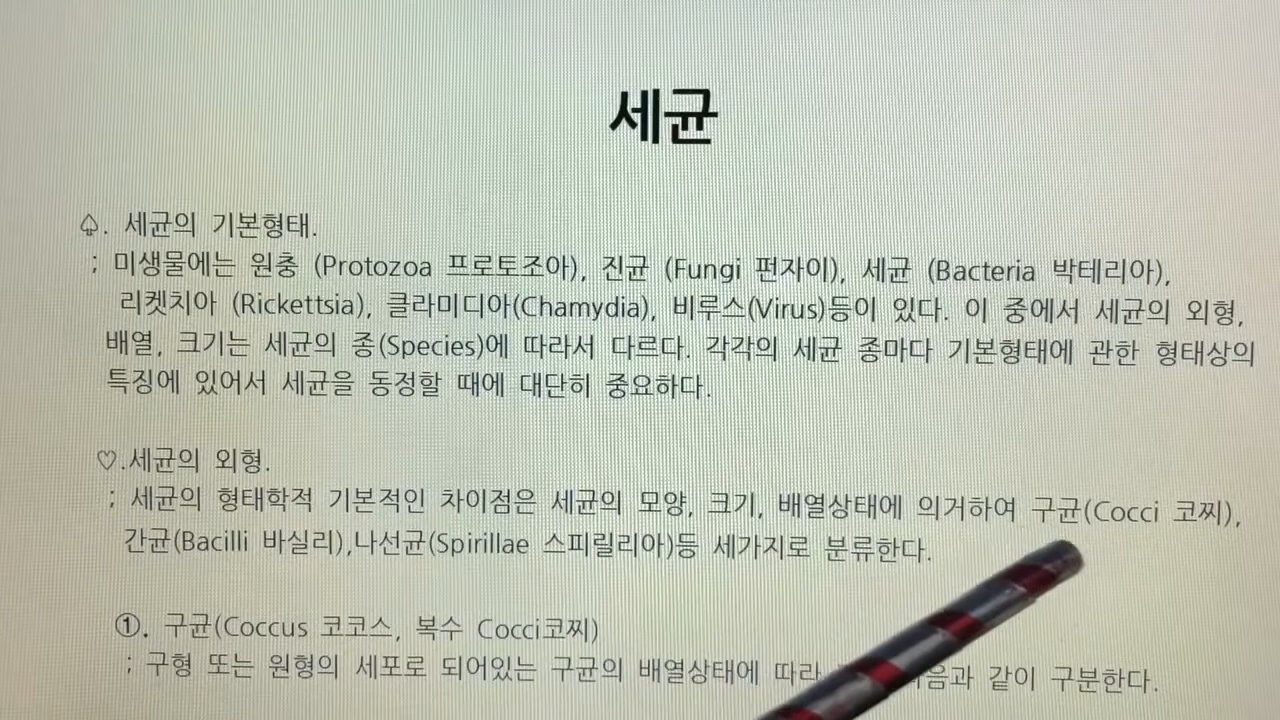 세균
♤. 세균의 기본형태.
; 미생물에는 원충 (Protozoa 프로토조아), 진균 (Fungi 펀자이), 세균 (Bacteria 박테리아),
리켓치아 (Rickettsia), 클라미디아(Chamydia), 비루스(Virus)등이 있다. 이 중에서 세균의 외형,
배열, 크기는 세균의 종(Species)에 따라서 다르다. 각각의 세균 종마다 기본형태에 관한 형태상의
특징에 있어서 세균을 동정할 때에 대단히 중요하다.
♡.세균의 외형.
; 세균의 형태학적 기본적인 차이점은 세균의 모양, 크기, 배열상태에 의거하여 구균(Cocci 코찌),
간균(Bacilli 바실리),나선균(Spirillae 스피릴리아)등 세가지로 분류한다.
①. 구균(Coccus 코코스, 복수 Cocci코찌)
; 구형 또는 원형의 세포로 되어있는 구균의 배열상태에 따라 같이 구분한다.